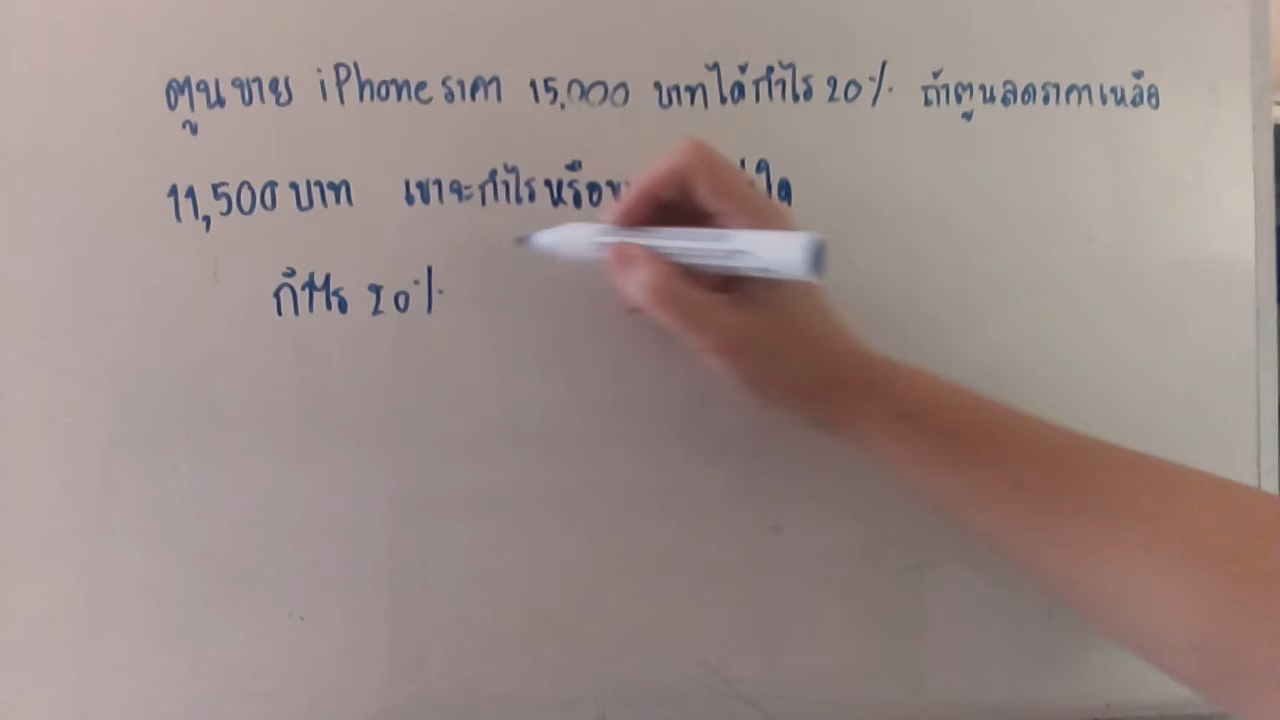 ตูนขาย iPhone ราคา 15,000 บาทได้กำไร 20% ถ้าตูนลดราคาเหลือ
11,500 บาท เขาจะกำไรหรือ
กำไร 20%